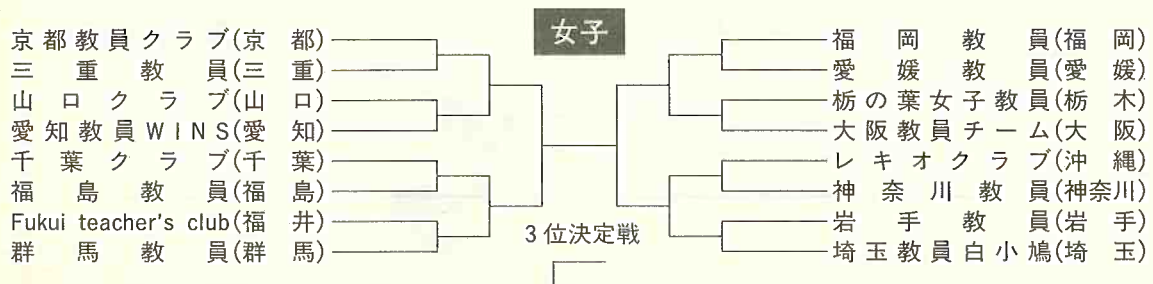 女子
京都教員クラブ(京都)
三重教員(三重)
山口クラブ(山口)
愛知教員WINS(愛知)
千葉クラブ(千葉)
福島教員(福島)
Fukui teacher's club(福井)
群馬教員(群馬)
福岡教員(福岡)
愛媛教員(愛媛)
栃の葉女子教員(栃木)
大阪教員チーム(大阪)
レキオクラブ(沖縄)
神奈川教員(神奈川)
岩手教員(岩手)
埼玉教員白小鳩(埼玉)
3位決定戦